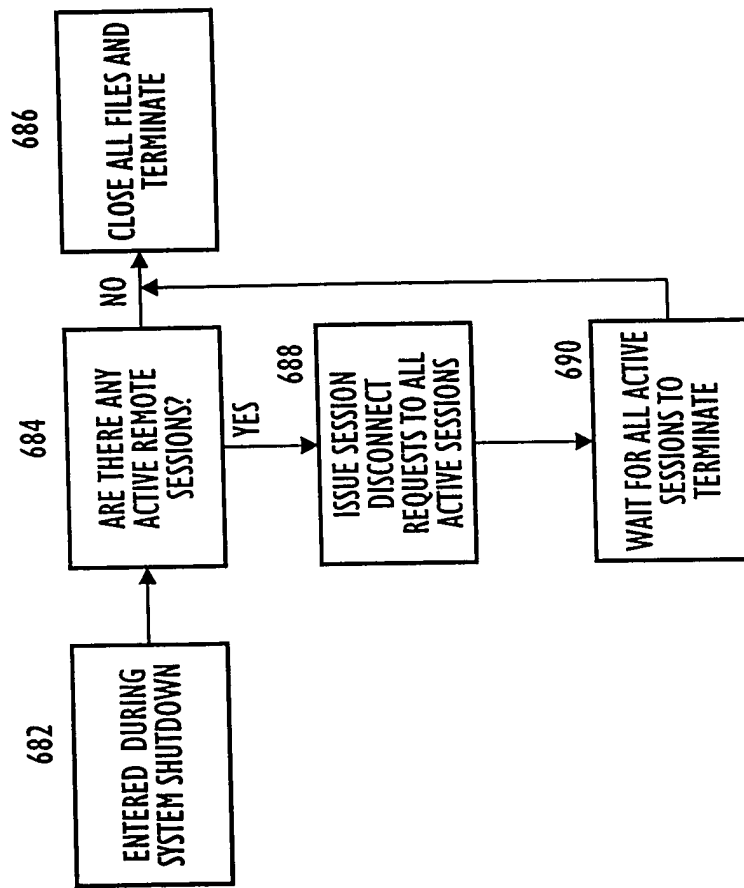 682
ENTERED DURING
SYSTEM SHUTDOWN
684
ARE THERE ANY
ACTIVE REMOTE
SESSIONS?
NO
686
CLOSE ALL FILES AND
TERMINATE
YES
688
ISSUE SESSION
DISCONNECT
REQUESTS TO ALL
ACTIVE SESSIONS
690
WAIT FOR ALL ACTIVE
SESSIONS TO
TERMINATE